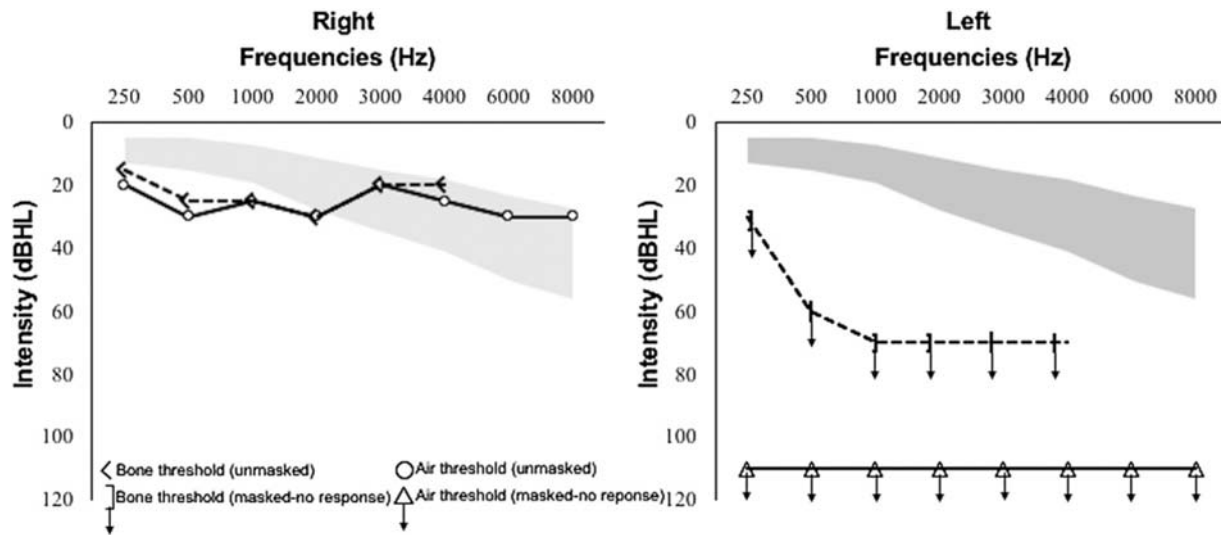 Right
Frequencies (Hz)
250 500 1000 2000 3000 4000 6000 8000
Intensity (dBHL)
0
20
40
60
80
100
120
Bone threshold (unmasked)
Air threshold (unmasked)
Bone threshold (masked-no response)
Air threshold (masked-no reponse)
Left
Frequencies (Hz)
250 500 1000 2000 3000 4000 6000 8000
Intensity (dBHL)
0
20
40
60
80
100
120